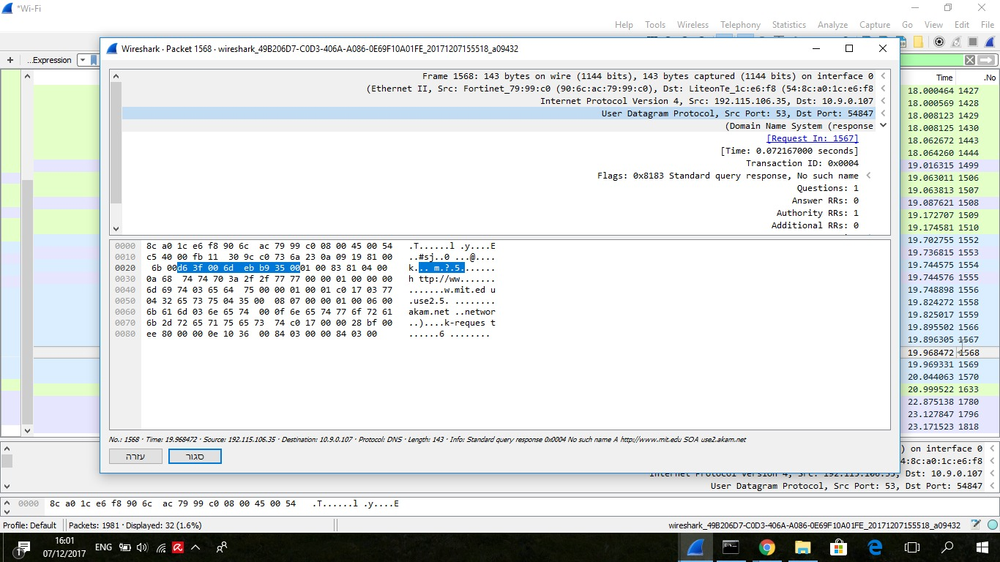 *Wi-Fi
Help Tools Wireless Telephony Statistics Analyze Capture Go View Edit File
Wireshark · Packet 1568 · wireshark_49B206D7-C0D3-406A-A086-0E69F10A01FE_20171207155518_a09432
+ ...Expression
Frame 1568: 143 bytes on wire (1144 bits), 143 bytes captured (1144 bits) on interface 0
(Ethernet II, Src: Fortinet_79:99:c0 (90:6c:ac:79:99:c0), Dst: LiteonTe_1c:e6:f8 (54:8c:a0:1c:e6:f8
Internet Protocol Version 4, Src: 192.115.106.35, Dst: 10.9.0.107
User Datagram Protocol, Src Port: 53, Dst Port: 54847
(Domain Name System (response
[Request In: 1567]
[Time: 0.072167000 seconds]
Transaction ID: 0x0004
Flags: 0x8183 Standard query response, No such name
Questions: 1
Answer RRs: 0
Authority RRs: 1
Additional RRs: 0
0000 8c a0 1c e6 f8 90 6c ac 79 99 c0 08 00 45 00 54 .T......l .y....E
0010 c5 40 00 fb 11 30 9c c0 73 6a 23 0a 09 19 81 00 ..#sj..0 ...@....
0020 6b 00 d6 3f 00 6d eb b9 35 00 01 00 83 81 04 00 k... m.?.5.......
0030 0a 68 74 74 70 3a 2f 2f 77 77 00 00 01 00 00 00 h ttp://ww.......
0040 6d 69 74 03 65 64 75 00 00 01 00 01 c0 17 03 77 .......w.mit.ed u
0050 04 32 65 73 75 04 35 00 08 07 00 00 01 00 06 00 .use2.5. ........
0060 6b 61 6d 03 6e 65 74 00 0f 6e 65 74 77 6f 72 61 akam.net ..networ
0070 6b 2d 72 65 71 75 65 73 74 c0 17 00 00 28 bf 00 ..)....k-reques t
0080 ee 80 00 00 0e 10 36 00 84 03 00 00 84 03 00 ......6 ........
No.: 1568 · Time: 19.968472 · Source: 192.115.106.35 · Destination: 10.9.0.107 · Protocol: DNS · Length: 143 · Info: Standard query response 0x0004 No such name A http://www.mit.edu SOA use2.akam.net
עזרה סגור
Time .No
18.000464 1427
18.000569 1428
18.008123 1429
18.008125 1430
18.062672 1443
18.064260 1444
19.016315 1499
19.063011 1506
19.063813 1507
19.087621 1508
19.172707 1509
19.174581 1510
19.702755 1552
19.736815 1553
19.744575 1554
19.744576 1555
19.748898 1556
19.824272 1558
19.825017 1559
19.895502 1566
19.896305 1567
19.968472 1568
19.969331 1569
20.044063 1570
20.999522 1633
22.875138 1780
23.127847 1796
23.171523 1818
) on interface 0
4:8c:a0:1c:e6:f8
Internet Protocol Version 4, Src: 192.115.106.35, Dst: 10.9.0.107
User Datagram Protocol, Src Port: 53, Dst Port: 54847
0000 8c a0 1c e6 f8 90 6c ac 79 99 c0 08 00 45 00 54 .T......l .y....E
Profile: Default Packets: 1981 · Displayed: 32 (1.6%) wireshark_49B206D7-C0D3-406A-A086-0E69F10A01FE_20171207155518_a09432
1 16:01 ENG
07/12/2017